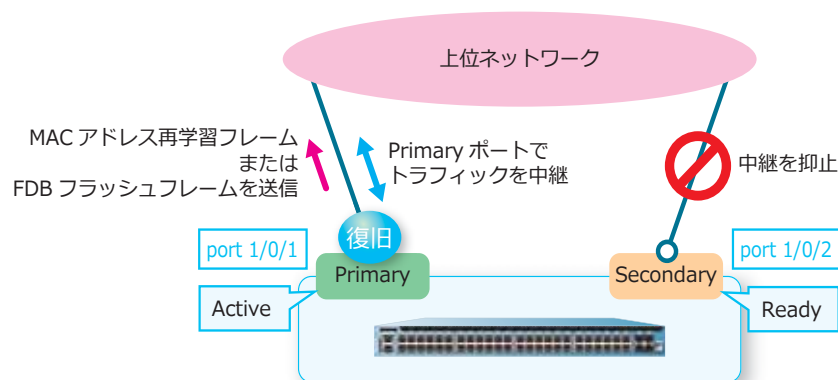 上位ネットワーク
MAC アドレス再学習フレーム
または
FDB フラッシュフレームを送信
Primary ポートで
トラフィックを中継
中継を抑止
復旧
port 1/0/1
Primary
Secondary
port 1/0/2
Active
Ready